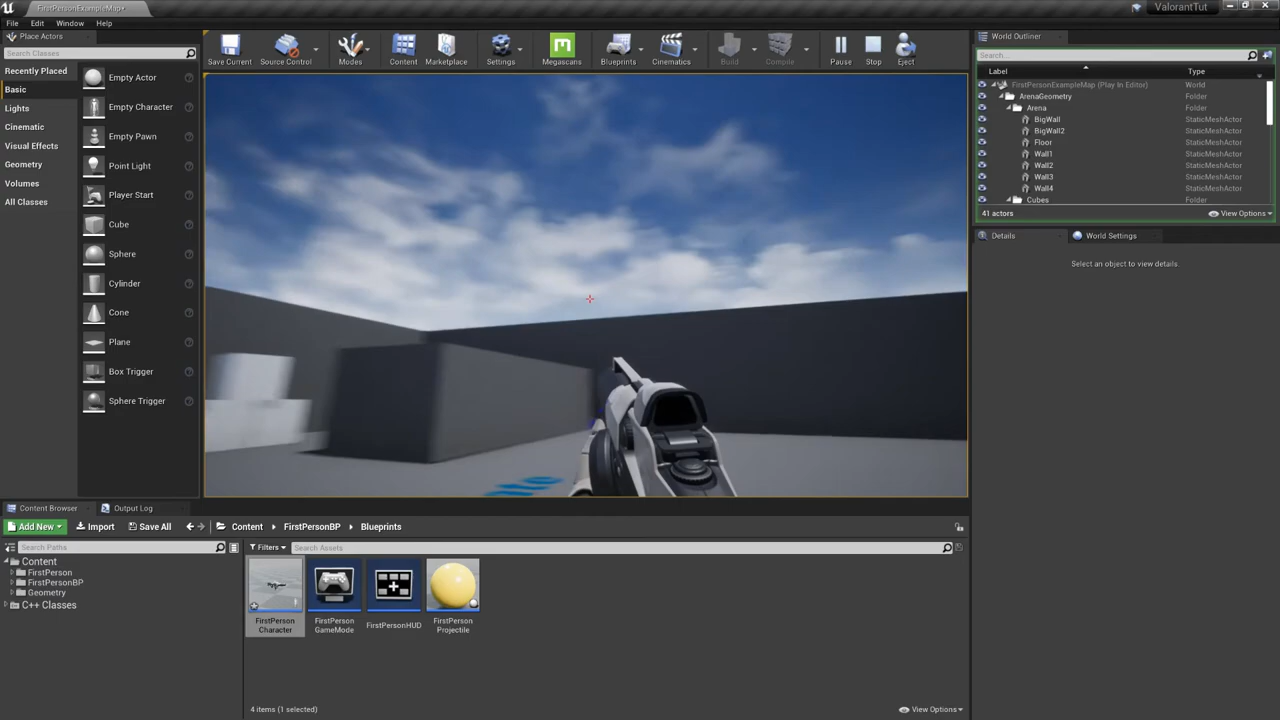 FirstPersonExampleMap*
ValorantTut
File Edit Window Help
Place Actors
Search Classes
Recently Placed
Basic
Lights
Cinematic
Visual Effects
Geometry
Volumes
All Classes
Empty Actor
Empty Character
Empty Pawn
Point Light
Player Start
Cube
Sphere
Cylinder
Cone
Plane
Box Trigger
Sphere Trigger
Save Current Source Control Modes Content Marketplace Settings Megascans Blueprints Cinematics Build Compile Pause Stop Eject
World Outliner
Search...
Label Type
FirstPersonExampleMap (Play In Editor) World
ArenaGeometry Folder
Arena Folder
BigWall StaticMeshActor
BigWall2 StaticMeshActor
Floor StaticMeshActor
Wall1 StaticMeshActor
Wall2 StaticMeshActor
Wall3 StaticMeshActor
Wall4 StaticMeshActor
Cubes Folder
41 actors View Options
Details World Settings
Select an object to view details.
Content Browser Output Log
Add New Import Save All Content FirstPersonBP Blueprints
Search Paths
Filters Search Assets
Content
FirstPerson
FirstPersonBP
Geometry
C++ Classes
FirstPerson
Character
FirstPerson
GameMode
FirstPersonHUD
FirstPerson
Projectile
4 items (1 selected) View Options